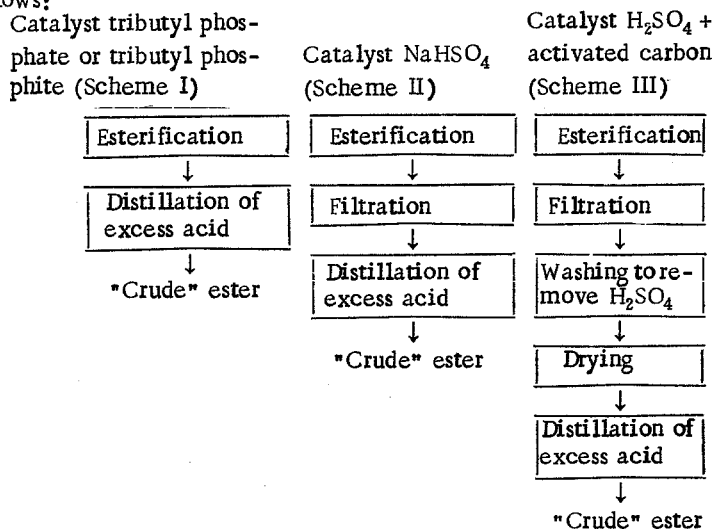 lows:
Catalyst tributyl phos-
phate or tributyl phos-
phite (Scheme I)
Esterification
↓
Distillation of
excess acid
↓
"Crude" ester
Catalyst NaHSO₄
(Scheme II)
Esterification
↓
Filtration
↓
Distillation of
excess acid
↓
"Crude" ester
Catalyst H₂SO₄ +
activated carbon
(Scheme III)
Esterification
↓
Filtration
↓
Washing to re-
move H₂SO₄
↓
Drying
↓
Distillation of
excess acid
↓
"Crude" ester